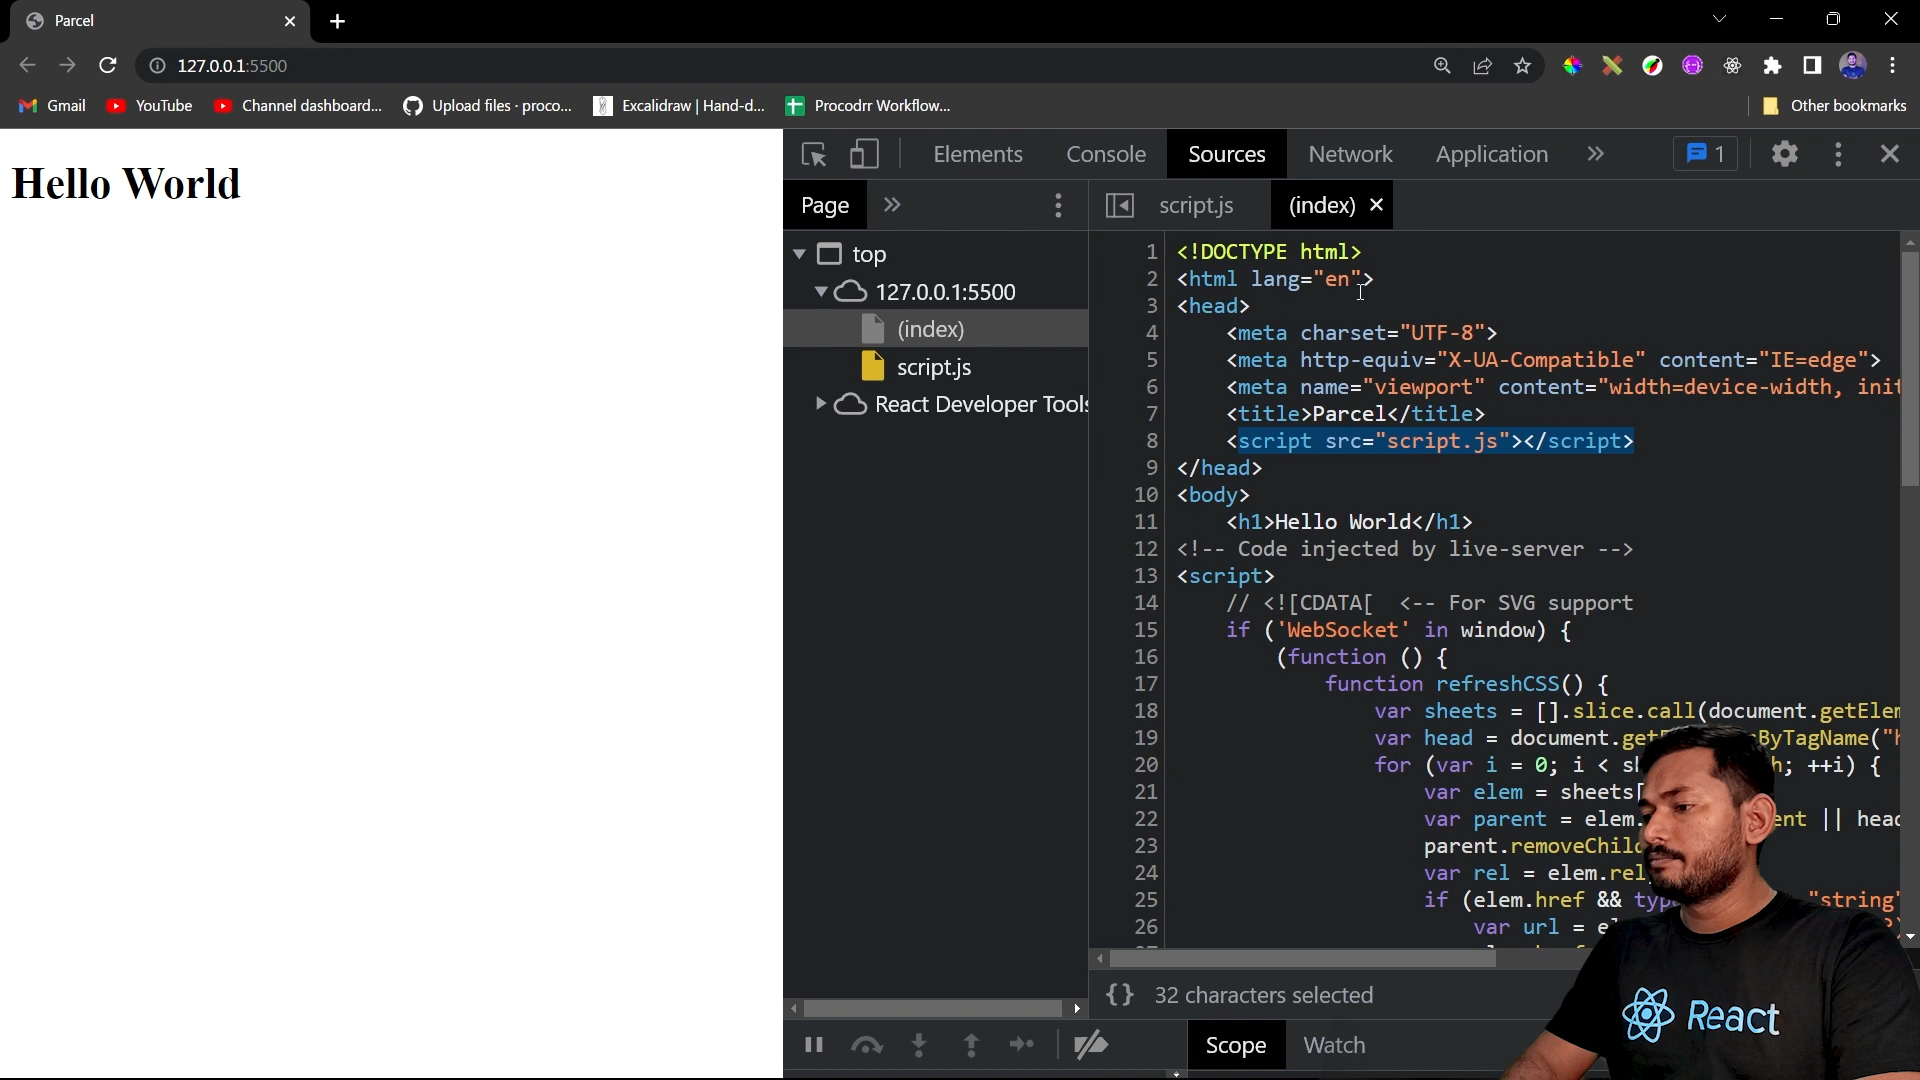 Parcel
127.0.0.1:5500
Gmail
YouTube
Channel dashboard...
Upload files · proco...
Excalidraw | Hand-d...
Procodrr Workflow...
Other bookmarks
Hello World
Elements
Console
Sources
Network
Application
1
Page
script.js
(index)
top
127.0.0.1:5500
(index)
script.js
React Developer Tools
1 <!DOCTYPE html>
2 <html lang="en">
3 <head>
4 <meta charset="UTF-8">
5 <meta http-equiv="X-UA-Compatible" content="IE=edge">
6 <meta name="viewport" content="width=device-width, init
7 <title>Parcel</title>
8 <script src="script.js"></script>
9 </head>
10 <body>
11 <h1>Hello World</h1>
12 <!-- Code injected by live-server -->
13 <script>
14 // <![CDATA[ <-- For SVG support
15 if ('WebSocket' in window) {
16 (function () {
17 function refreshCSS() {
18 var sheets = [].slice.call(document.getElem
19 var head = document. sByTagName("h
20 for (var i = 0; i < h; ++i) {
21 var elem = sheets[
22 var parent = elem. || head
23 parent.removeChild
24 var rel = elem.rel
25 if (elem.href && "string"
26 var url =
{} 32 characters selected
Scope
Watch
React